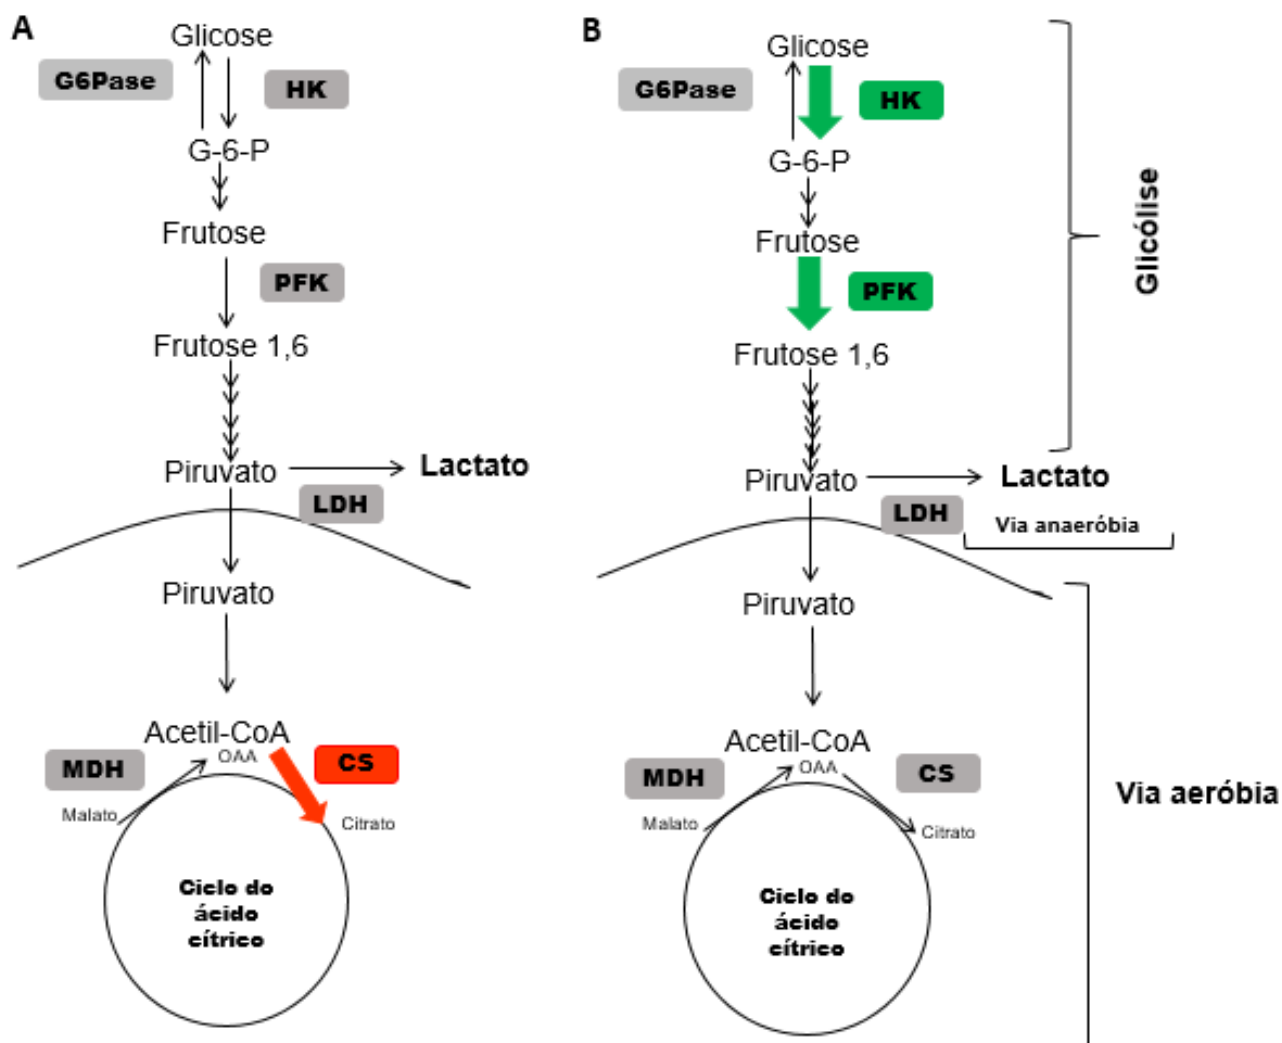 A
Glicose
G6Pase
HK
G-6-P
Frutose
PFK
Frutose 1,6
Piruvato
Lactato
LDH
Piruvato
Acetil-CoA
OAA
MDH
CS
Malato
Citrato
Ciclo do
ácido
cítrico
B
Glicose
G6Pase
HK
G-6-P
Frutose
PFK
Frutose 1,6
Piruvato
Lactato
LDH
Via anaeróbia
Piruvato
Acetil-CoA
OAA
MDH
CS
Malato
Citrato
Ciclo do
ácido
cítrico
Glicólise
Via aeróbia